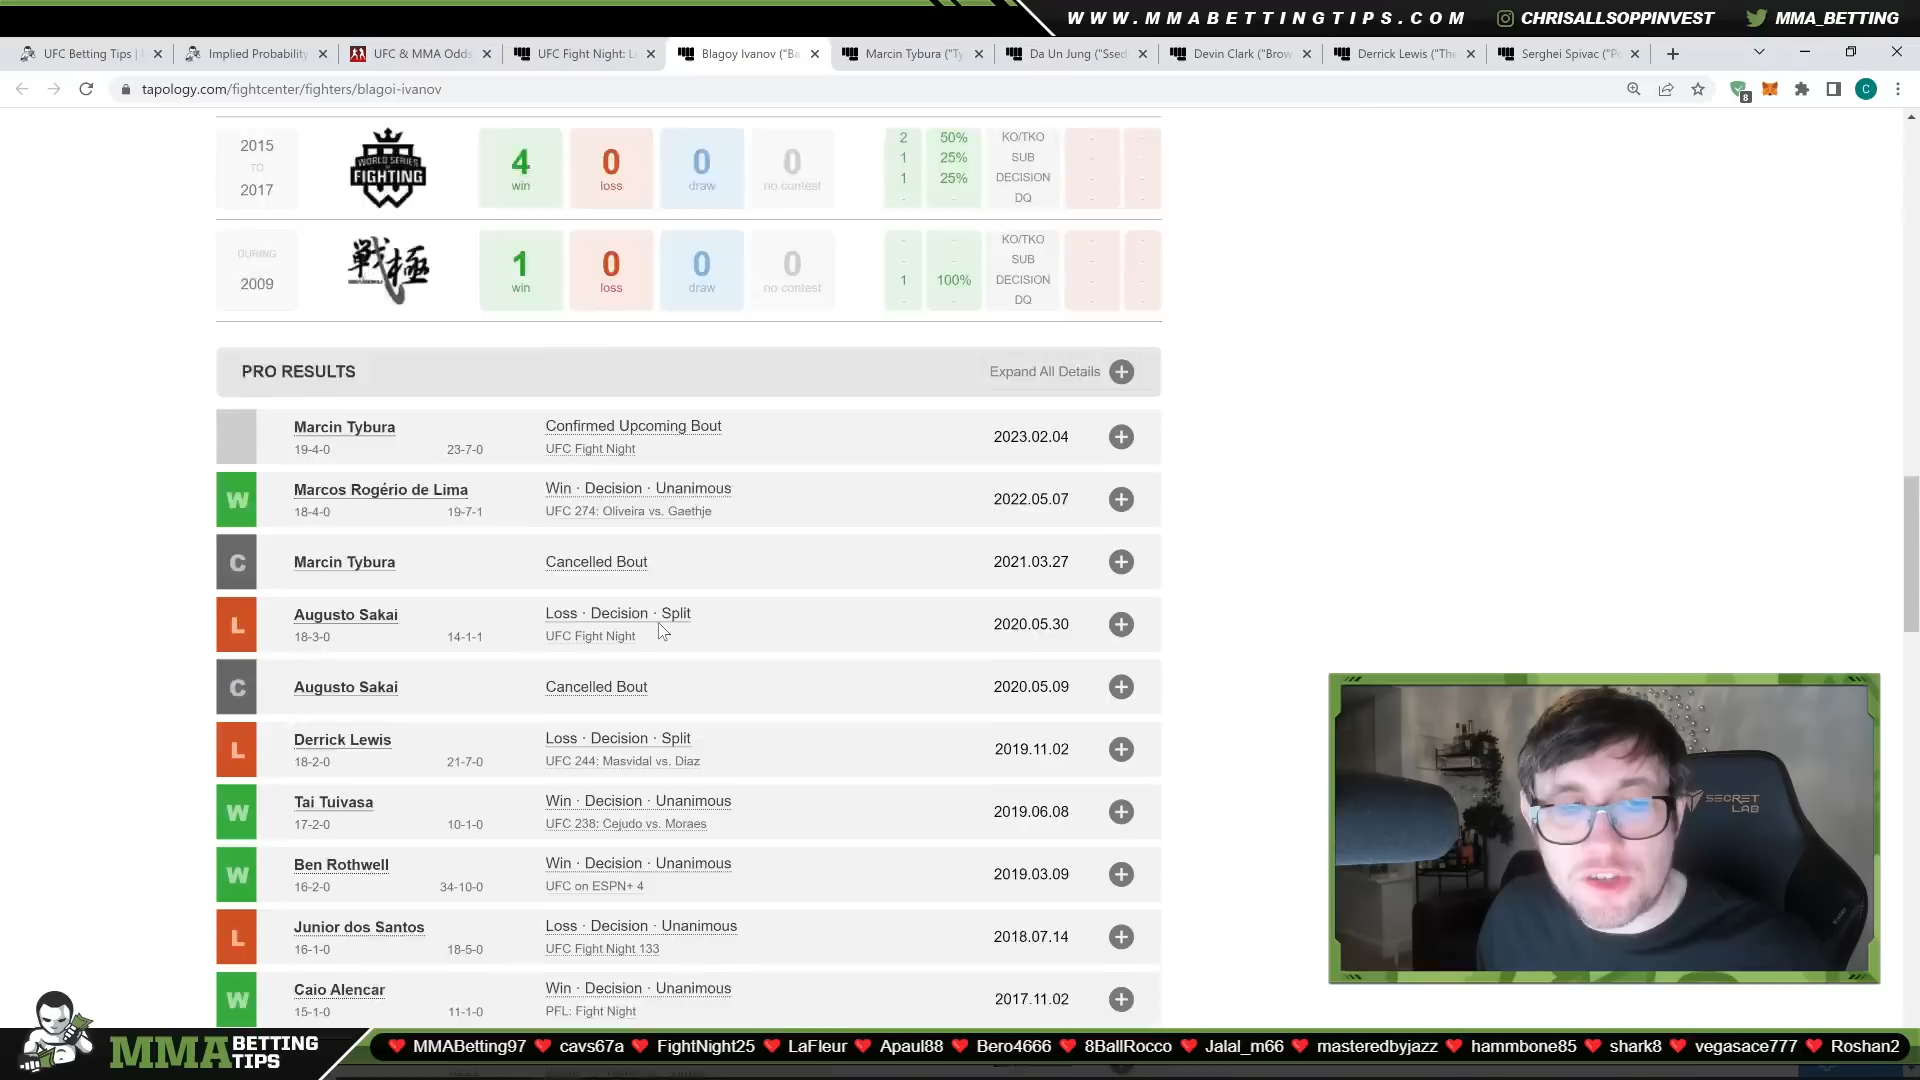 WWW.MMABETTINGTIPS.COM CHRISALLSOPPINVEST MMA_BETTING
UFC Betting Tips | Implied Probability UFC & MMA Odds UFC Fight Night: L Blagoy Ivanov ("Ba Marcin Tybura ("Ty Da Un Jung ("Ssed Devin Clark ("Brow Derrick Lewis ("The Serghei Spivac ("P
tapology.com/fightcenter/fighters/blagoi-ivanov 8 C
2015 TO 2017
WORLD SERIES FIGHTING
4 win 0 loss 0 draw 0 no contest
2 50% KO/TKO - -
1 25% SUB - -
1 25% DECISION - -
- - DQ - -
DURING 2009
戦極
1 win 0 loss 0 draw 0 no contest
- - KO/TKO - -
- - SUB - -
1 100% DECISION - -
- - DQ - -
PRO RESULTS Expand All Details
Marcin Tybura Confirmed Upcoming Bout 2023.02.04
19-4-0 23-7-0 UFC Fight Night
W Marcos Rogério de Lima Win · Decision · Unanimous 2022.05.07
18-4-0 19-7-1 UFC 274: Oliveira vs. Gaethje
C Marcin Tybura Cancelled Bout 2021.03.27
L Augusto Sakai Loss · Decision · Split 2020.05.30
18-3-0 14-1-1 UFC Fight Night
C Augusto Sakai Cancelled Bout 2020.05.09
L Derrick Lewis Loss · Decision · Split 2019.11.02
18-2-0 21-7-0 UFC 244: Masvidal vs. Diaz
W Tai Tuivasa Win · Decision · Unanimous 2019.06.08
17-2-0 10-1-0 UFC 238: Cejudo vs. Moraes
W Ben Rothwell Win · Decision · Unanimous 2019.03.09
16-2-0 34-10-0 UFC on ESPN+ 4
L Junior dos Santos Loss · Decision · Unanimous 2018.07.14
16-1-0 18-5-0 UFC Fight Night 133
W Caio Alencar Win · Decision · Unanimous 2017.11.02
15-1-0 11-1-0 PFL: Fight Night
SECRET LAB
MMA BETTING TIPS
MMABetting97 cavs67a FightNight25 LaFleur Apaul88 Bero4666 8BallRocco Jalal_m66 masteredbyjazz hammbone85 shark8 vegasace777 Roshan2